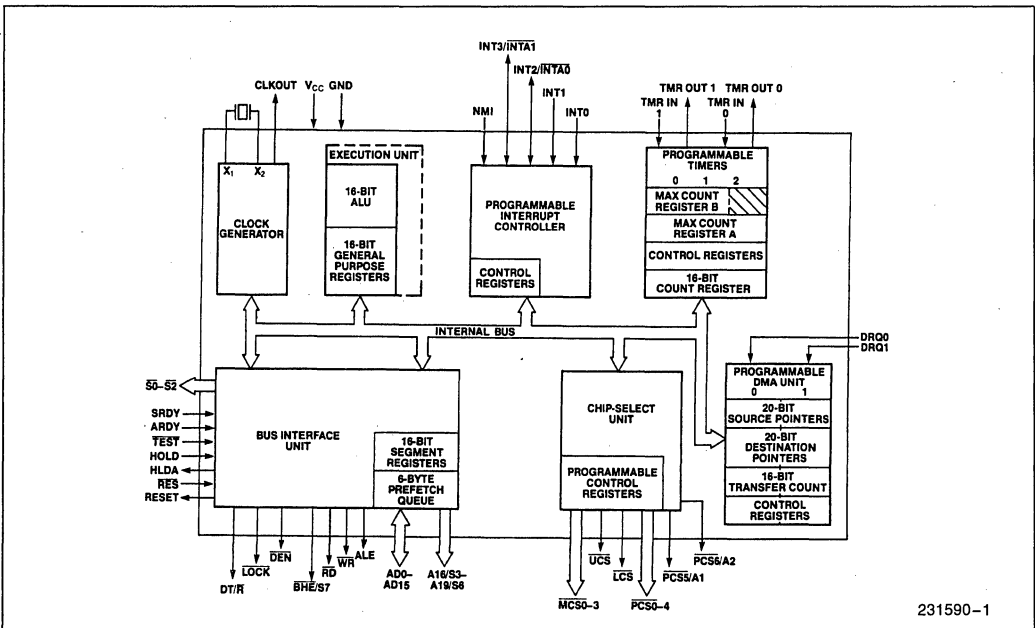 INT3/INTA1
INT2/INTA0
CLKOUT
VCC GND
INT1
NMI
INT0
TMR OUT 1
TMR OUT 0
TMR IN
1
TMR IN
0
X1
X2
CLOCK
GENERATOR
EXECUTION UNIT
16-BIT
ALU
16-BIT
GENERAL
PURPOSE
REGISTERS
PROGRAMMABLE
INTERRUPT
CONTROLLER
CONTROL
REGISTERS
PROGRAMMABLE
TIMERS
0 1 2
MAX COUNT
REGISTER B
MAX COUNT
REGISTER A
CONTROL REGISTERS
16-BIT
COUNT REGISTER
INTERNAL BUS
DRQ0
DRQ1
S0-S2
SRDY
ARDY
TEST
HOLD
HLDA
RES
RESET
BUS INTERFACE
UNIT
16-BIT
SEGMENT
REGISTERS
6-BYTE
PREFETCH
QUEUE
CHIP-SELECT
UNIT
PROGRAMMABLE
CONTROL
REGISTERS
PROGRAMMABLE
DMA UNIT
0 1
20-BIT
SOURCE POINTERS
20-BIT
DESTINATION
POINTERS
16-BIT
TRANSFER COUNT
CONTROL
REGISTERS
DT/R
LOCK
DEN
BHE/S7
RD
WR
ALE
AD0-
AD15
A16/S3-
A19/S6
MCS0-3
UCS
LCS
PCS0-4
PCS5/A1
PCS6/A2
231590-1